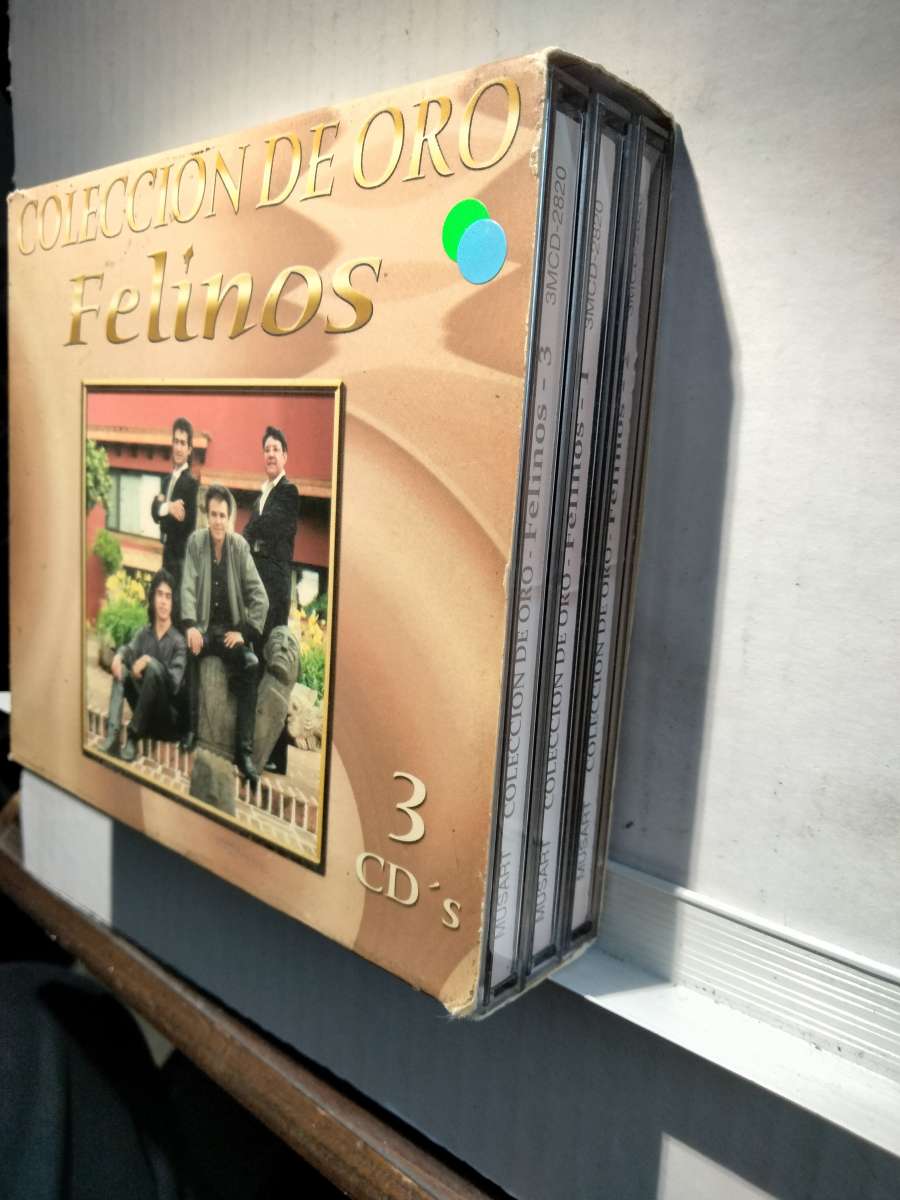 COLECCIÓN DE ORO
Felinos
3
CD´s
MUSART COLECCION DE ORO - Felinos - 3 3MCD-2820
MUSART COLECCION DE ORO - Felinos - 1 3MCD-2820
MUSART COLECCION DE ORO - Felinos -